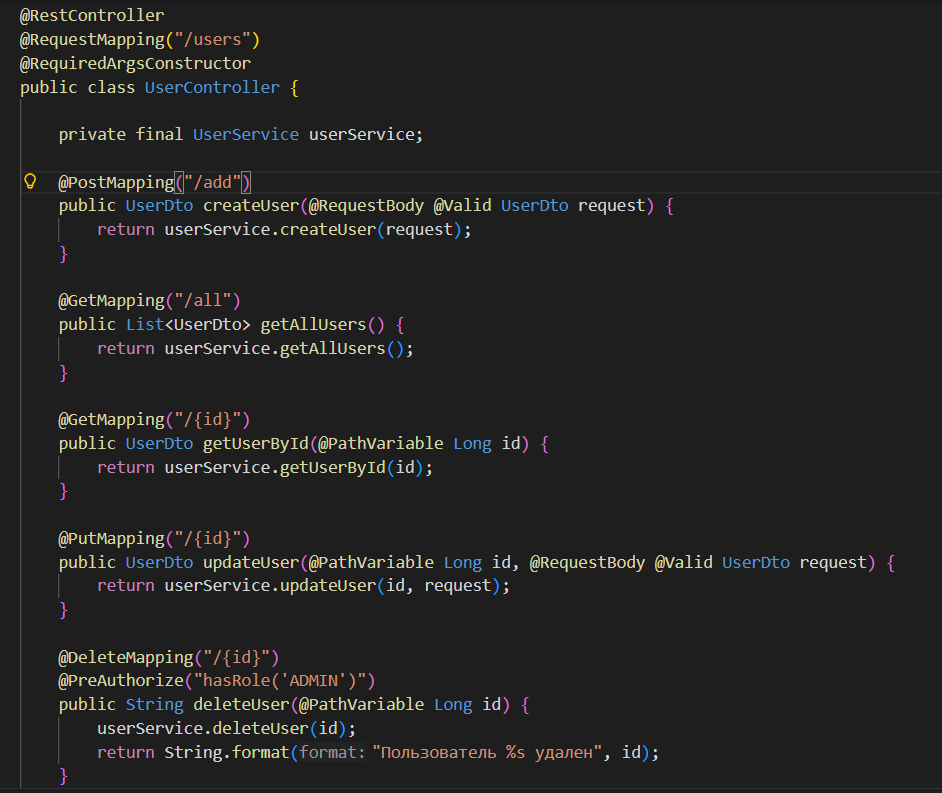 @RestController
@RequestMapping("/users")
@RequiredArgsConstructor
public class UserController {
private final UserService userService;
@PostMapping("/add")
public UserDto createUser(@RequestBody @Valid UserDto request) {
return userService.createUser(request);
}
@GetMapping("/all")
public List<UserDto> getAllUsers() {
return userService.getAllUsers();
}
@GetMapping("/{id}")
public UserDto getUserById(@PathVariable Long id) {
return userService.getUserById(id);
}
@PutMapping("/{id}")
public UserDto updateUser(@PathVariable Long id, @RequestBody @Valid UserDto request) {
return userService.updateUser(id, request);
}
@DeleteMapping("/{id}")
@PreAuthorize("hasRole('ADMIN')")
public String deleteUser(@PathVariable Long id) {
userService.deleteUser(id);
return String.format(format: "Пользователь %s удален", id);
}